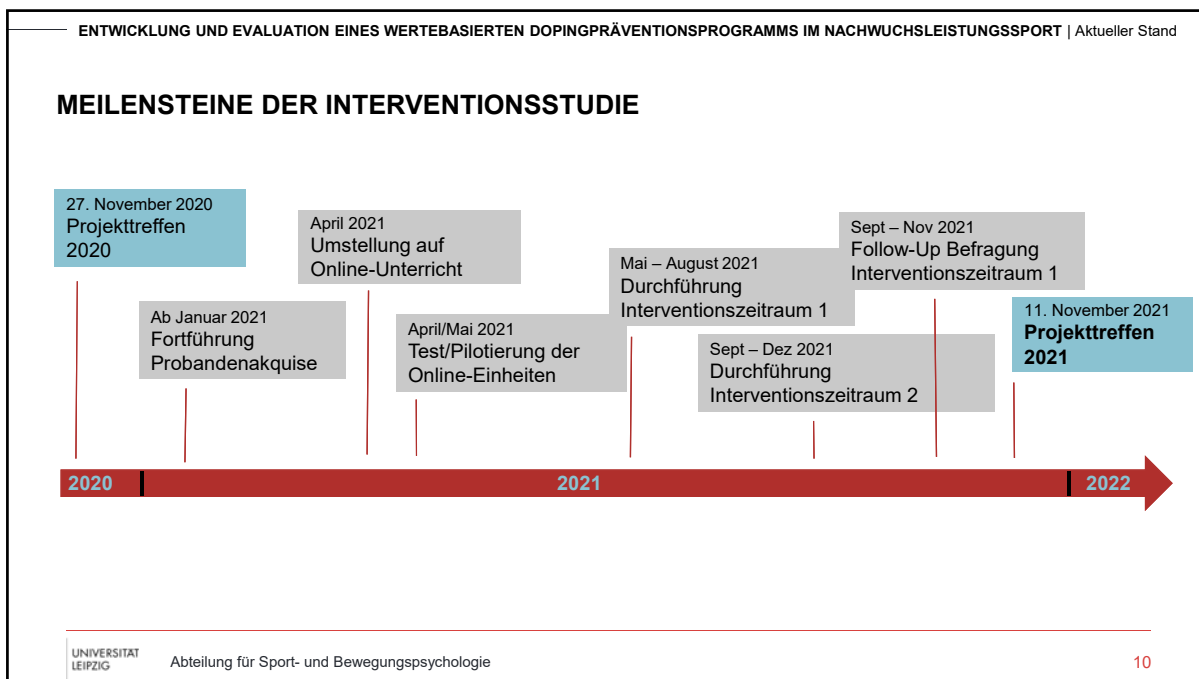 ENTWICKLUNG UND EVALUATION EINES WERTEBASIERTEN DOPINGPRÄVENTIONSPROGRAMMS IM NACHWUCHSLEISTUNGSSPORT | Aktueller Stand
MEILENSTEINE DER INTERVENTIONSSTUDIE
27. November 2020
Projekttreffen
2020
Ab Januar 2021
Fortführung
Probandenakquise
April 2021
Umstellung auf
Online-Unterricht
April/Mai 2021
Test/Pilotierung der
Online-Einheiten
Mai – August 2021
Durchführung
Interventionszeitraum 1
Sept – Dez 2021
Durchführung
Interventionszeitraum 2
Sept – Nov 2021
Follow-Up Befragung
Interventionszeitraum 1
11. November 2021
Projekttreffen
2021
2020
2021
2022
UNIVERSITÄT
LEIPZIG
Abteilung für Sport- und Bewegungspsychologie
10